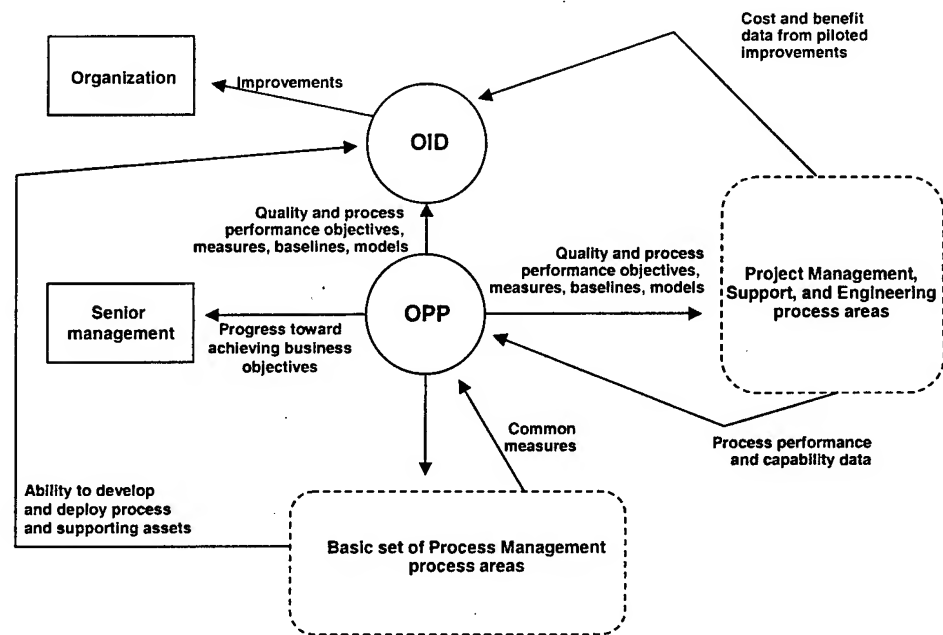 Cost and benefit
data from piloted
improvements
Organization
Improvements
OID
Quality and process
performance objectives,
measures, baselines, models
Quality and process
performance objectives,
measures, baselines, models
Project Management,
Support, and Engineering
process areas
Senior
management
OPP
Progress toward
achieving business
objectives
Common
measures
Process performance
and capability data
Ability to develop
and deploy process
and supporting assets
Basic set of Process Management
process areas